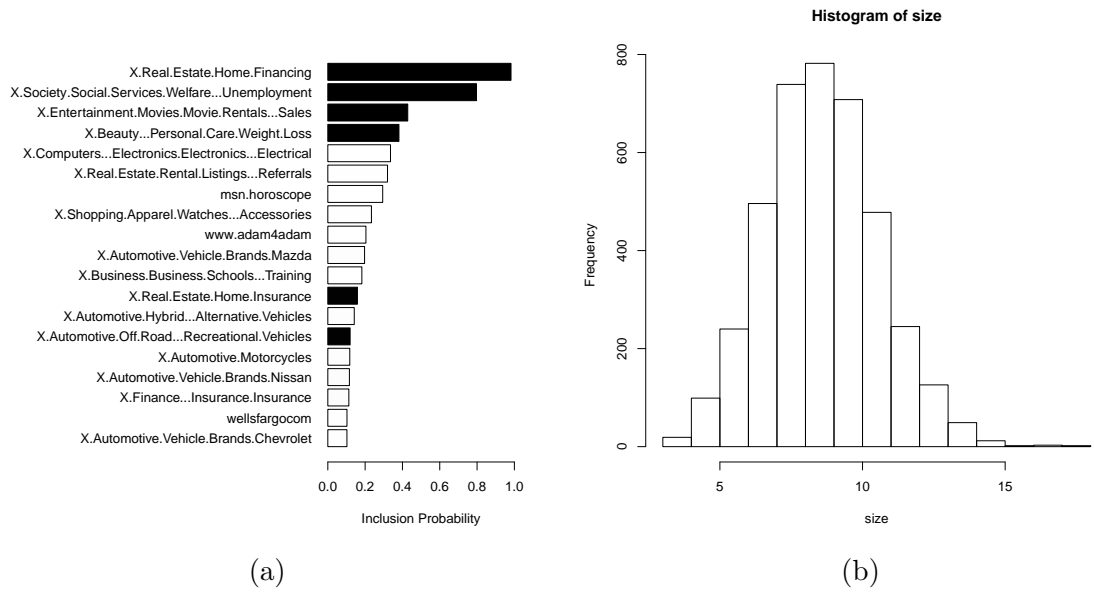 X.Real.Estate.Home.Financing
X.Society.Social.Services.Welfare...Unemployment
X.Entertainment.Movies.Movie.Rentals...Sales
X.Beauty...Personal.Care.Weight.Loss
X.Computers...Electronics.Electronics...Electrical
X.Real.Estate.Rental.Listings...Referrals
msn.horoscope
X.Shopping.Apparel.Watches...Accessories
www.adam4adam
X.Automotive.Vehicle.Brands.Mazda
X.Business.Business.Schools...Training
X.Real.Estate.Home.Insurance
X.Automotive.Hybrid...Alternative.Vehicles
X.Automotive.Off.Road...Recreational.Vehicles
X.Automotive.Motorcycles
X.Automotive.Vehicle.Brands.Nissan
X.Finance...Insurance.Insurance
wellsfargocom
X.Automotive.Vehicle.Brands.Chevrolet
0.0 0.2 0.4 0.6 0.8 1.0
Inclusion Probability
(a)
Histogram of size
Frequency
800
600
400
200
0
5 10 15
size
(b)